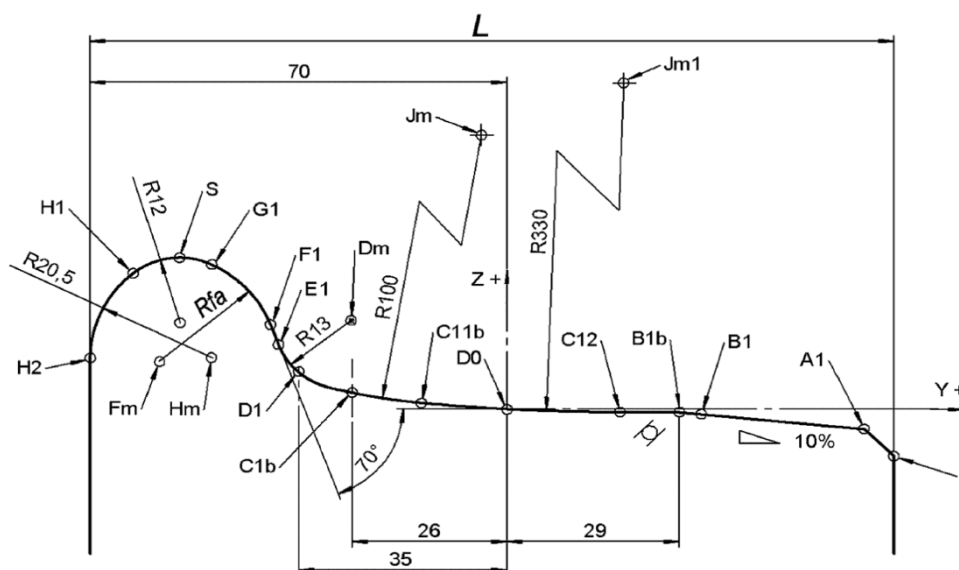 L
70
Jm1
Jm
R12
S
H1
G1
R20,5
Rfa
F1
Dm
E1
R13
R100
R330
Z +
C11b
D0
C12
B1b
B1
A1
Y +
H2
Fm
Hm
D1
C1b
70°
10%
26
29
35